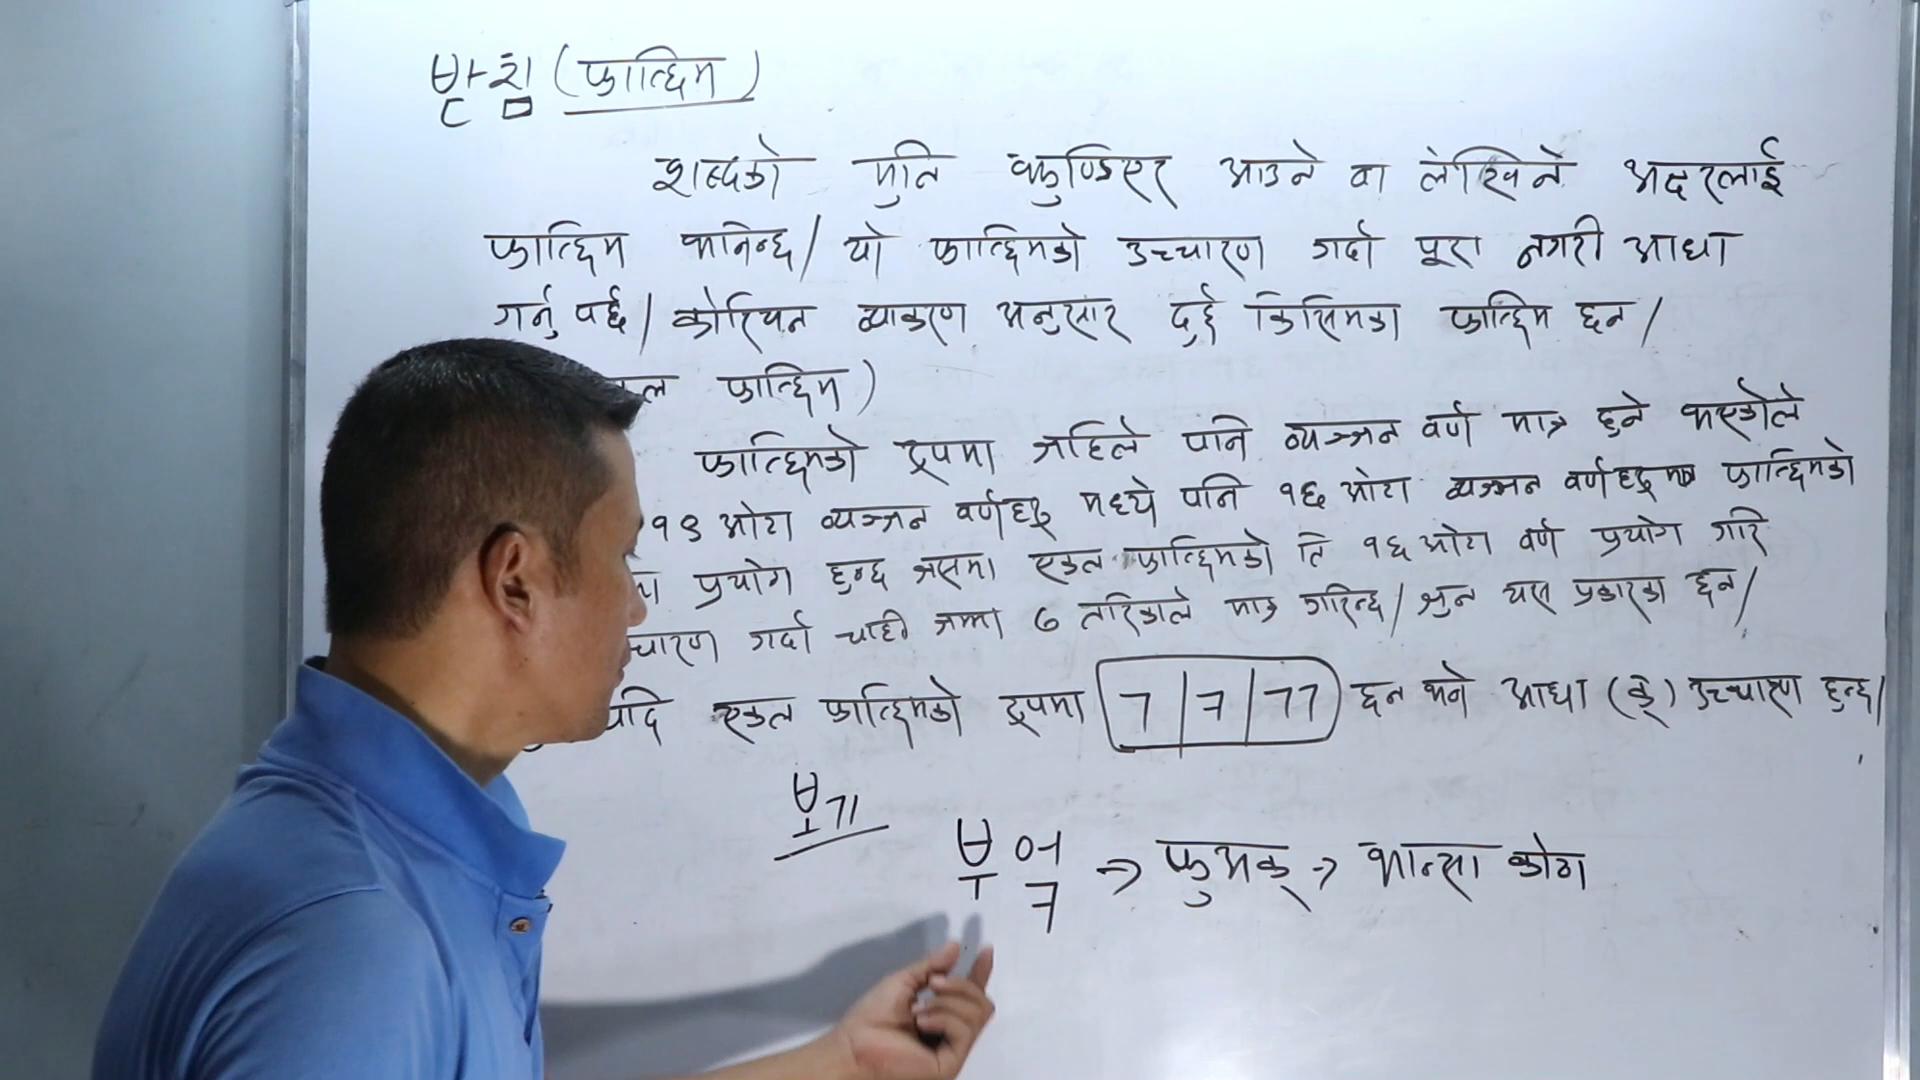 받침 (फात्छिम)
शब्दको मुनि झुण्डिएर आउने वा लेखिने अक्षरलाई
फात्छिम भनिन्छ/ यो फात्छिमको उच्चारण गर्दा पूरा नगरी आधा
गर्नु पर्छ/ कोरियन व्याकरण अनुसार दुई किसिमका फात्छिम छन/
ल फात्छिम)
फात्छिमको रूपमा जहिले पनि व्यञ्जन वर्ण मात्र हुने भएकोले
१९ ओटा व्यञ्जन वर्णहरू मध्ये पनि १६ ओटा व्यञ्जन वर्णहरू फात्छिमको
प्रयोग हुन्छ जसमा एकल फात्छिमको ति १६ ओटा वर्ण प्रयोग गरि
चारण गर्दा चाही जम्मा ७ तरिकाले मात्र गरिन्छ/ जुन यस प्रकारका छन/
यदि एकल फात्छिमको रूपमा ㄱ|ㅋ|ㄲ छन भने आधा (क्) उच्चारण हुन्छ/
부엌 → फुअक् → भान्सा कोठा